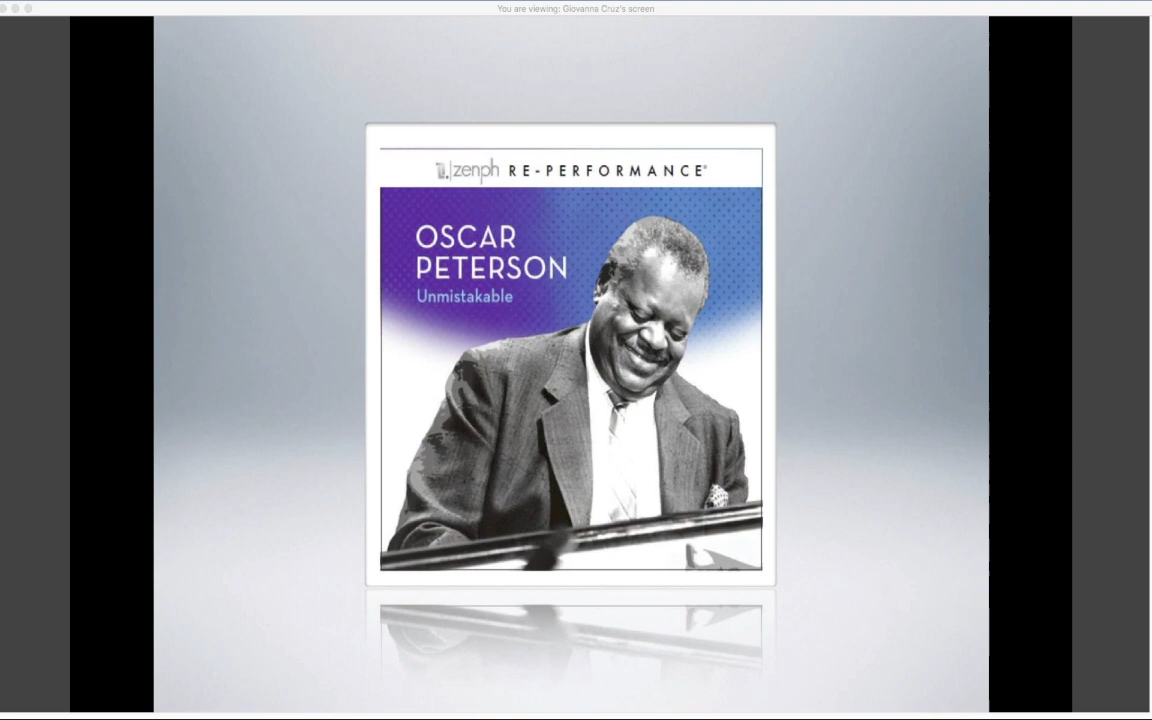 You are viewing: Giovanna Cruz's screen
zenph RE-PERFORMANCE®
OSCAR
PETERSON
Unmistakable